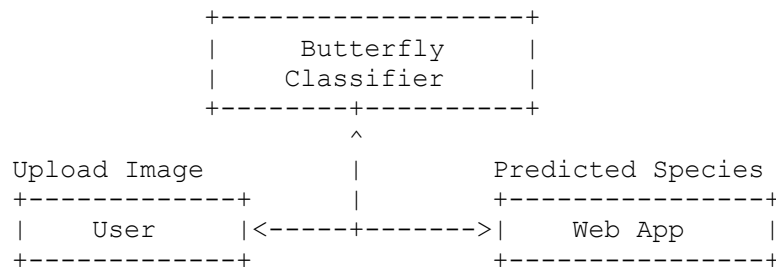 Butterfly
Classifier
Upload Image
Predicted Species
User
Web App